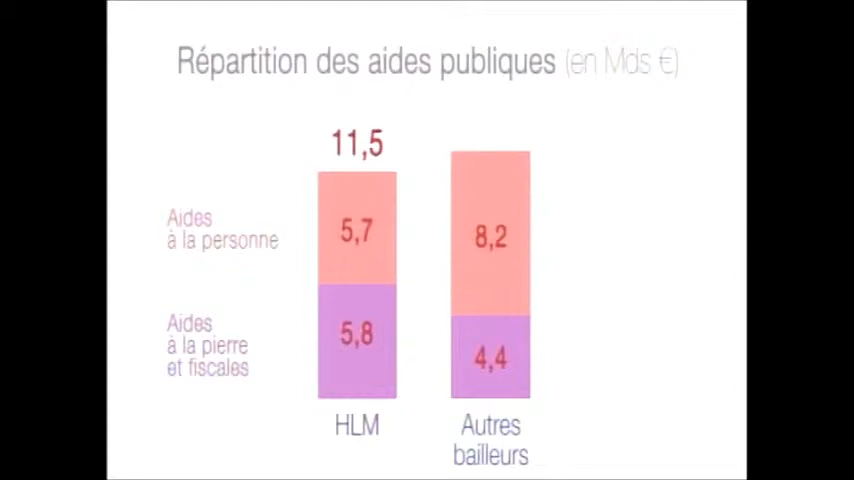 Répartition des aides publiques (en Mds €)
11,5
Aides
à la personne
5,7
8,2
Aides
à la pierre
et fiscales
5,8
4,4
HLM
Autres
bailleurs